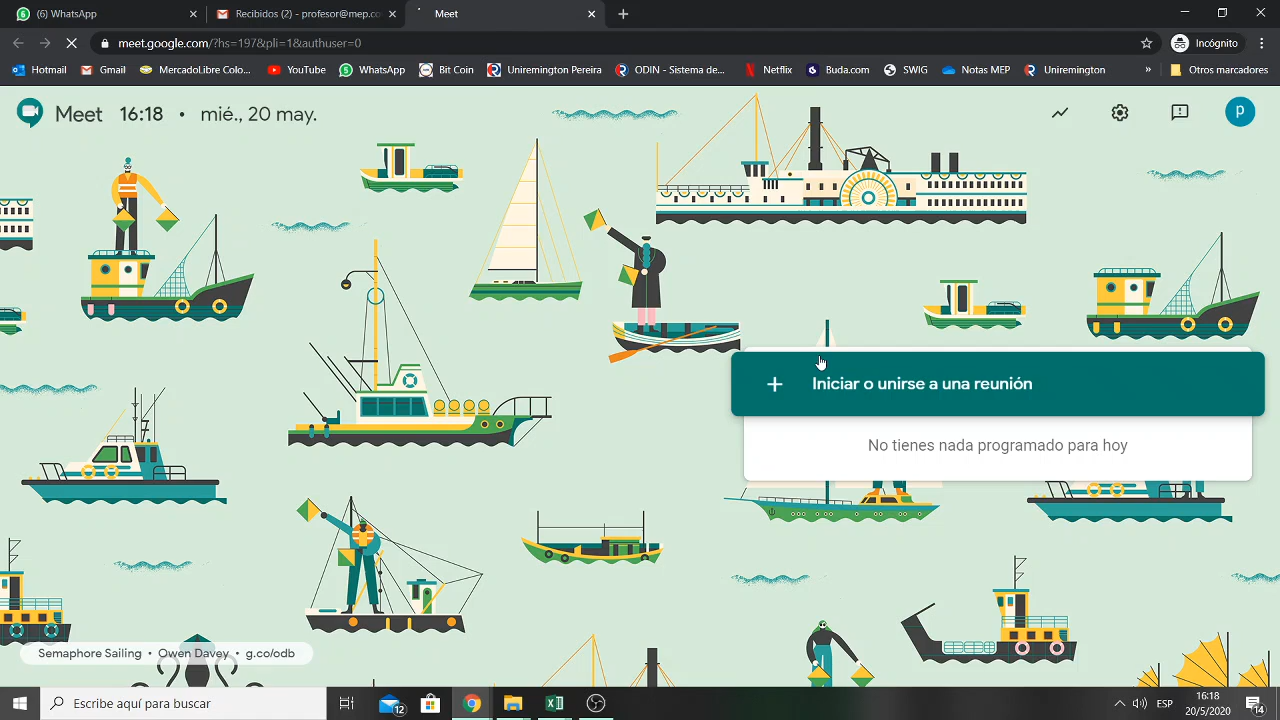 (6) WhatsApp
Recibidos (2) - profesor@mep.co
Meet
meet.google.com/?hs=197&pli=1&authuser=0
Incógnito
Hotmail
Gmail
MercadoLibre Colo...
YouTube
WhatsApp
Bit Coin
Uniremington Pereira
ODIN - Sistema de...
Netflix
Buda.com
SWIG
Notas MEP
Uniremington
»
Otros marcadores
Meet 16:18 • mié., 20 may.
P
+ Iniciar o unirse a una reunión
No tienes nada programado para hoy
Semaphore Sailing • Owen Davey • g.co/odb
Escribe aquí para buscar
12
ESP
16:18
20/5/2020
14